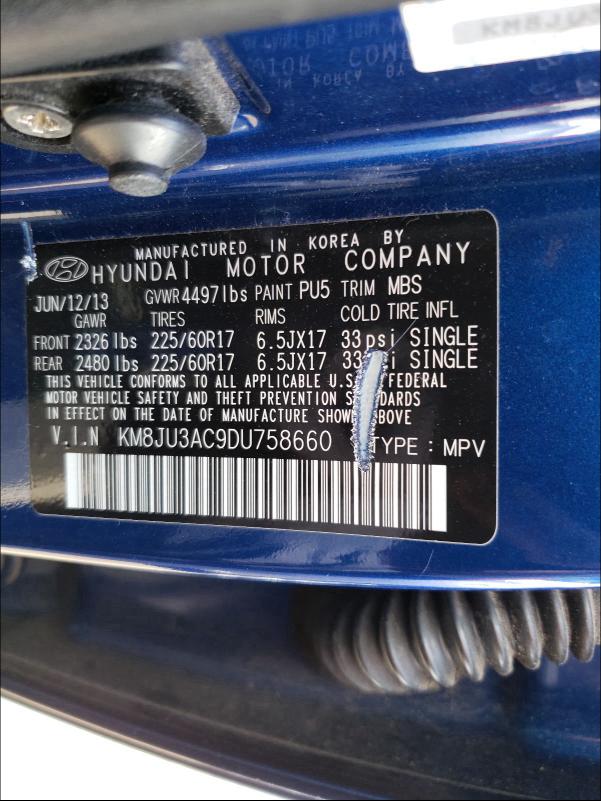 KM8JU3
MANUFACTURED IN KOREA BY
HYUNDAI MOTOR COMPANY
JUN/12/13 GVWR 4497lbs PAINT PU5 TRIM MBS
GAWR TIRES RIMS COLD TIRE INFL
FRONT 2326 lbs 225/60R17 6.5JX17 33 psi SINGLE
REAR 2480 lbs 225/60R17 6.5JX17 33 SINGLE
THIS VEHICLE CONFORMS TO ALL APPLICABLE U.S. FEDERAL
MOTOR VEHICLE SAFETY AND THEFT PREVENTION STANDARDS
IN EFFECT ON THE DATE OF MANUFACTURE SHOWN ABOVE
V.I.N KM8JU3AC9DU758660 TYPE : MPV